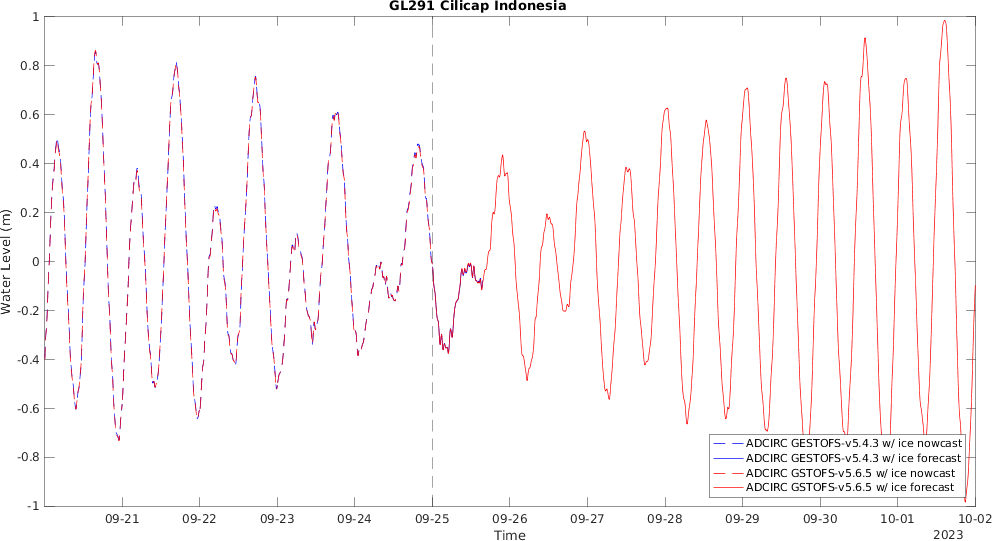 GL291 Cilicap Indonesia
1
0.8
0.6
0.4
0.2
0
-0.2
-0.4
-0.6
-0.8
-1
Water Level (m)
ADCIRC GESTOFS-v5.4.3 w/ ice nowcast
ADCIRC GESTOFS-v5.4.3 w/ ice forecast
ADCIRC GSTOFS-v5.6.5 w/ ice nowcast
ADCIRC GSTOFS-v5.6.5 w/ ice forecast
09-21 09-22 09-23 09-24 09-25 09-26 09-27 09-28 09-29 09-30 10-01 10-02
Time
2023